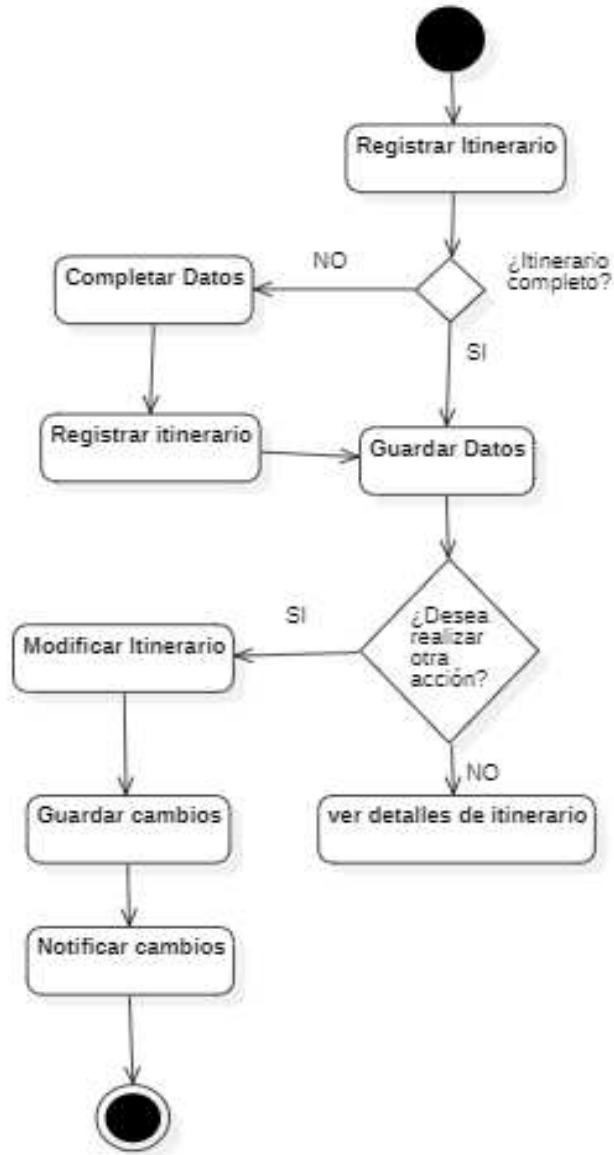 Registrar Itinerario
NO
¿Itinerario
completo?
Completar Datos
SI
Registrar itinerario
Guardar Datos
SI
¿Desea
realizar
otra
acción?
Modificar Itinerario
NO
Guardar cambios
ver detalles de itinerario
Notificar cambios